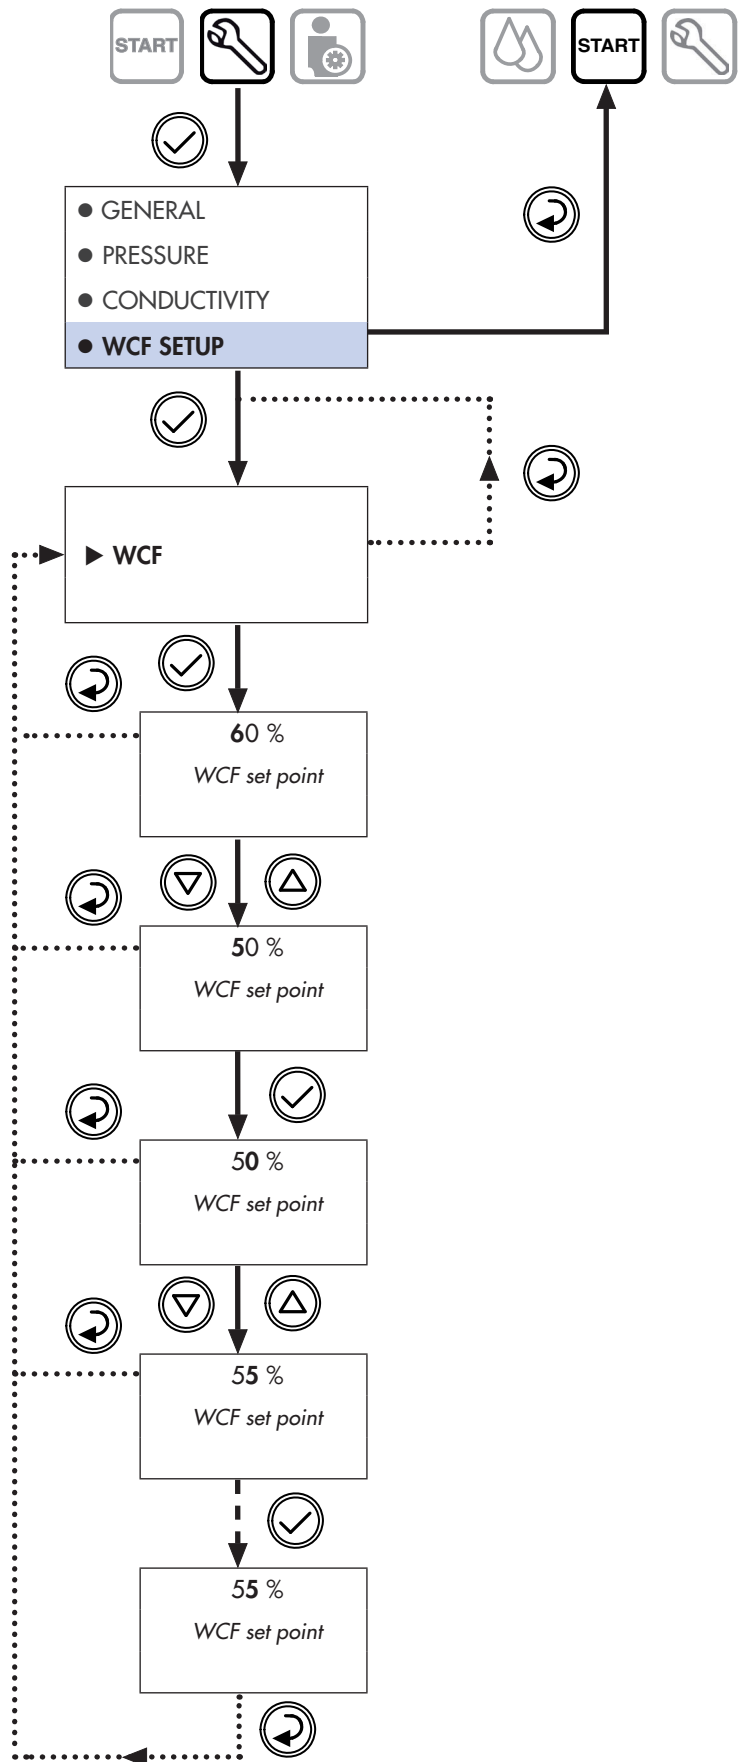 START
START
● GENERAL
● PRESSURE
● CONDUCTIVITY
● WCF SETUP
▶ WCF
60 %
WCF set point
50 %
WCF set point
50 %
WCF set point
55 %
WCF set point
55 %
WCF set point